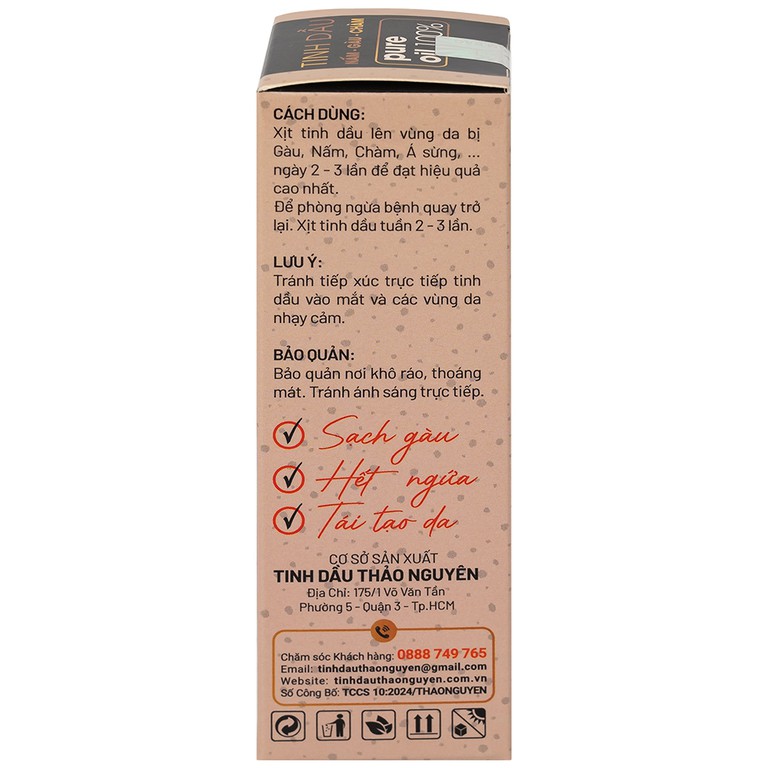 TINH DẦU
NẤM - GÀU - CHÀM
pure
oil 100%
CÁCH DÙNG:
Xịt tinh dầu lên vùng da bị
Gàu, Nấm, Chàm, Á sừng, ...
ngày 2 - 3 lần để đạt hiệu quả
cao nhất.
Để phòng ngừa bệnh quay trở
lại. Xịt tinh dầu tuần 2 - 3 lần.
LƯU Ý:
Tránh tiếp xúc trực tiếp tinh
dầu vào mắt và các vùng da
nhạy cảm.
BẢO QUẢN:
Bảo quản nơi khô ráo, thoáng
mát. Tránh ánh sáng trực tiếp.
Sạch gàu
Hết ngứa
Tái tạo da
CƠ SỞ SẢN XUẤT
TINH DẦU THẢO NGUYÊN
Địa Chỉ: 175/1 Võ Văn Tần
Phường 5 - Quận 3 - Tp.HCM
Chăm sóc Khách hàng: 0888 749 765
Email: tinhdauthaonguyen@gmail.com
Website: tinhdauthaonguyen.com.vn
Số Công Bố: TCCS 10:2024/THAONGUYEN